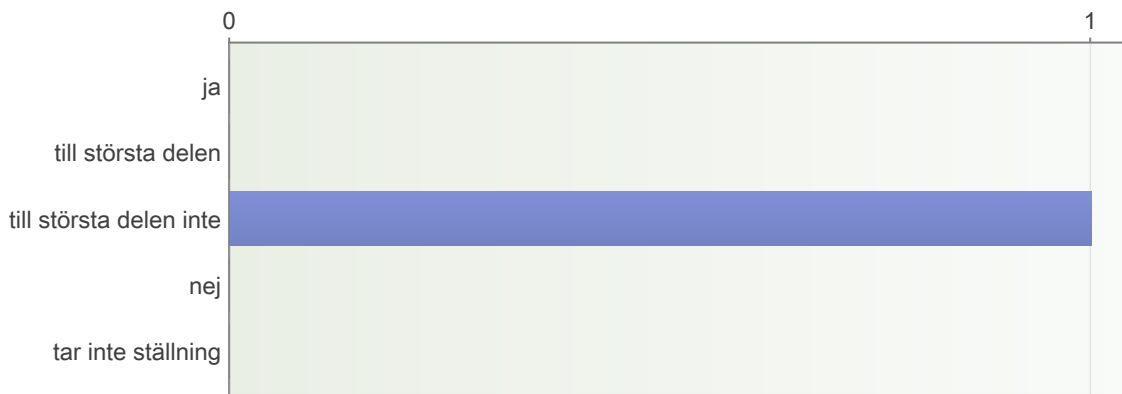 0 1
ja
till största delen
till största delen inte
nej
tar inte ställning